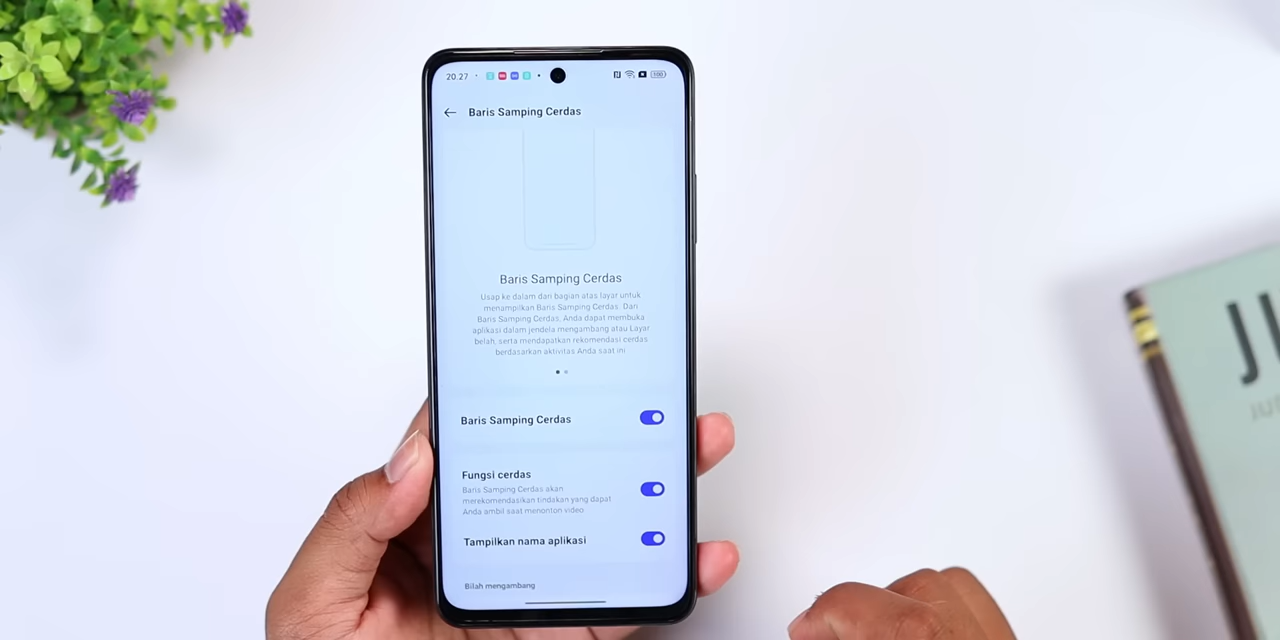 20.27
100
Baris Samping Cerdas
Baris Samping Cerdas
Usap ke dalam dari bagian atas layar untuk
menampilkan Baris Samping Cerdas. Dari
Baris Samping Cerdas, Anda dapat membuka
aplikasi dalam jendela mengambang atau Layar
belah, serta mendapatkan rekomendasi cerdas
berdasarkan aktivitas Anda saat ini
Baris Samping Cerdas
Fungsi cerdas
Baris Samping Cerdas akan
merekomendasikan tindakan yang dapat
Anda ambil saat menonton video
Tampilkan nama aplikasi
Bilah mengambang